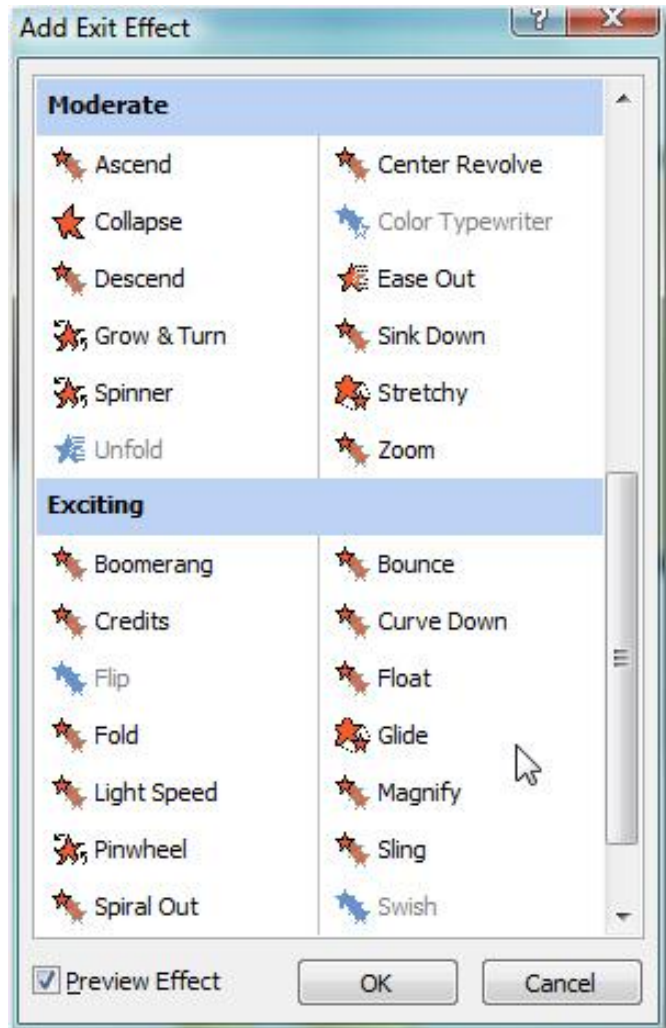 Add Exit Effect ?
Moderate
Ascend Center Revolve
Collapse Color Typewriter
Descend Ease Out
Grow & Turn Sink Down
Spinner Stretchy
Unfold Zoom
Exciting
Boomerang Bounce
Credits Curve Down
Flip Float
Fold Glide
Light Speed Magnify
Pinwheel Sling
Spiral Out Swish
Preview Effect OK Cancel